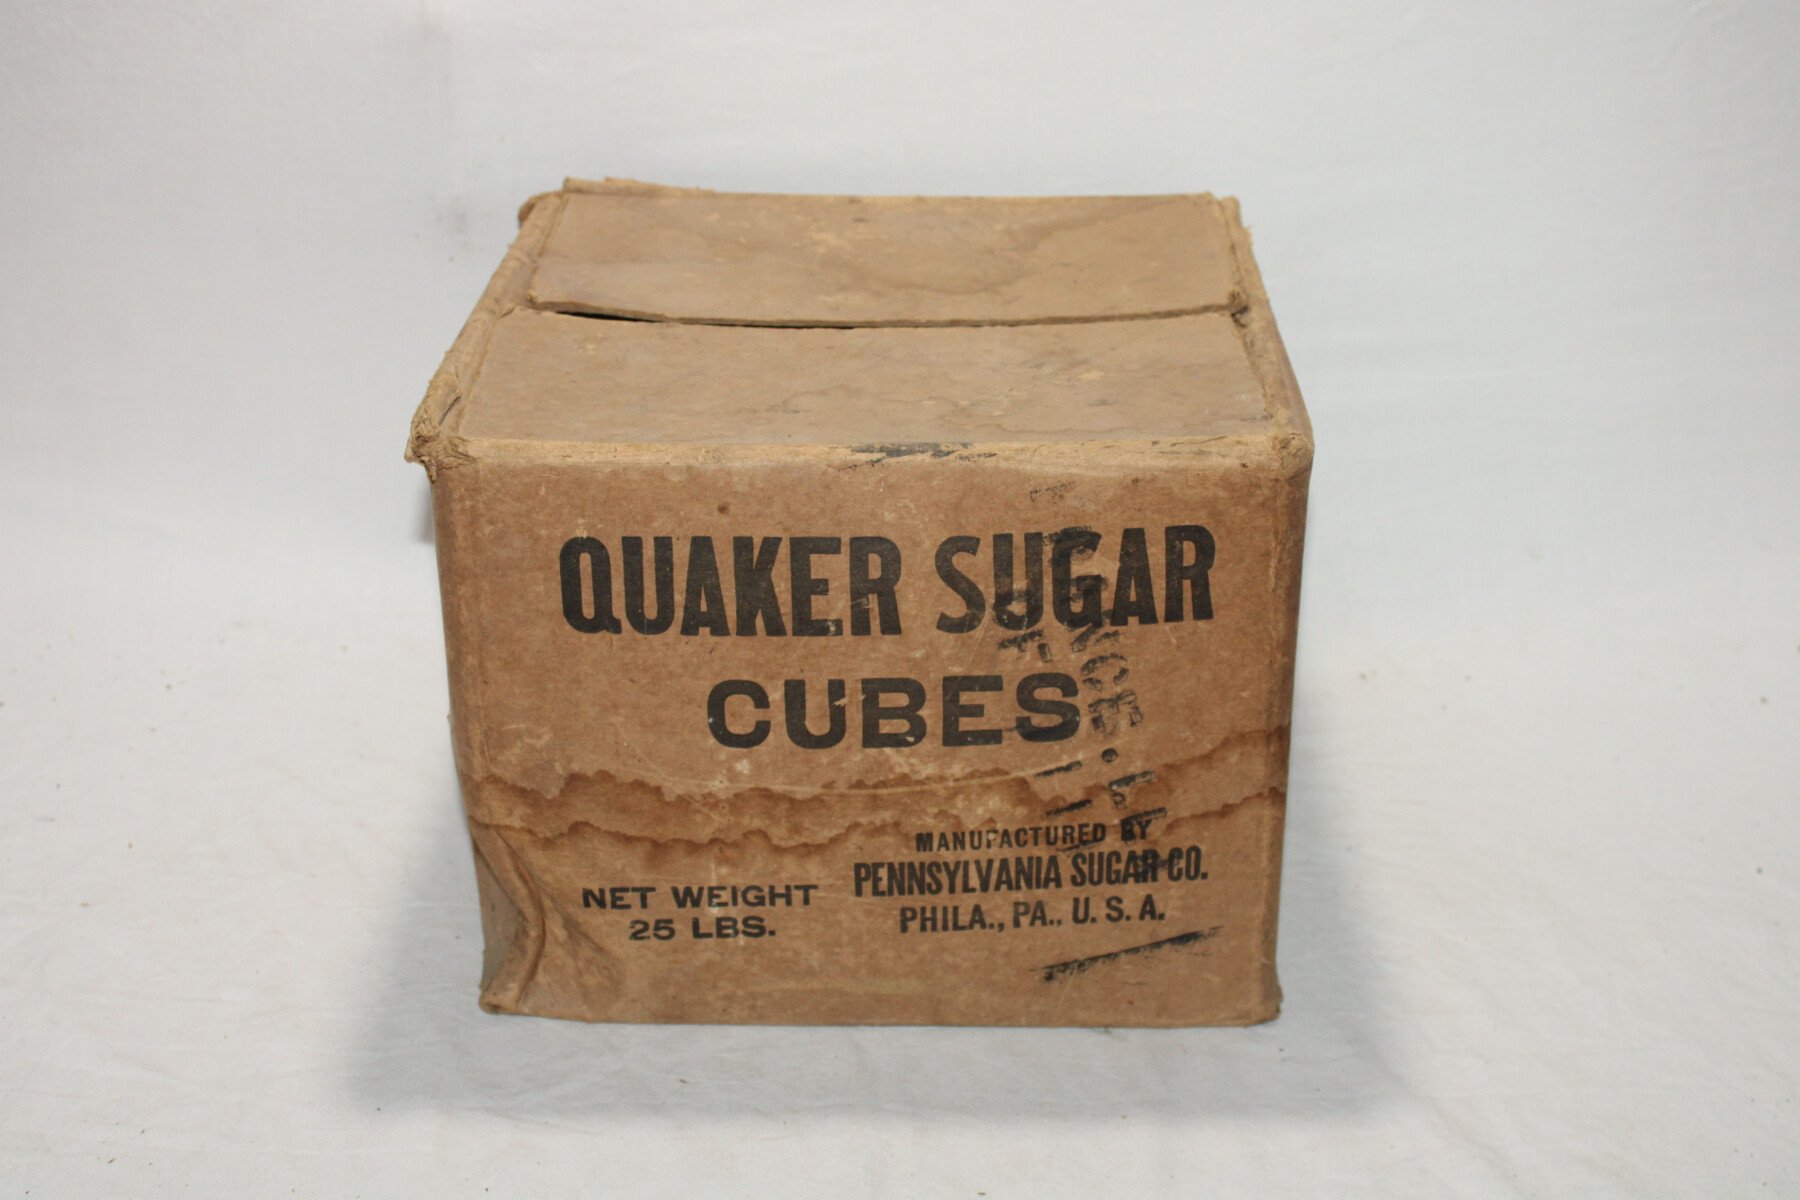 QUAKER SUGAR
CUBES
NET WEIGHT
25 LBS.
MANUFACTURED BY
PENNSYLVANIA SUGAR CO.
PHILA., PA., U. S. A.